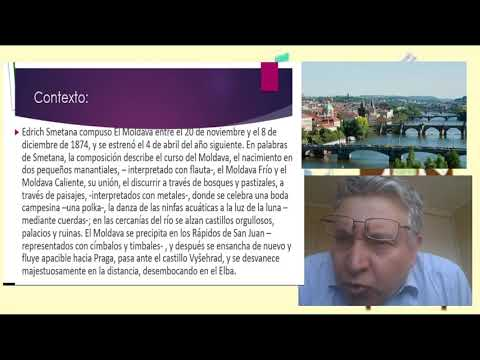 Contexto:
Edrich Smetana compuso El Moldava entre el 20 de noviembre y el 8 de
diciembre de 1874, y se estrenó el 4 de abril del año siguiente. En palabras
de Smetana, la composición describe el curso del Moldava, el nacimiento en
dos pequeños manantiales, – interpretado con flauta-, el Moldava Frío y el
Moldava Caliente, su unión, el discurrir a través de bosques y pastizales, a
través de paisajes, -interpretados con metales-, donde se celebra una boda
campesina –una polka-, la danza de las ninfas acuáticas a la luz de la luna –
mediante cuerdas-; en las cercanías del río se alzan castillos orgullosos,
palacios y ruinas. El Moldava se precipita en los Rápidos de San Juan –
representados con címbalos y timbales- , y después se ensancha de nuevo y
fluye apacible hacia Praga, pasa ante el castillo Vyšehrad, y se desvanece
majestuosamente en la distancia, desembocando en el Elba.